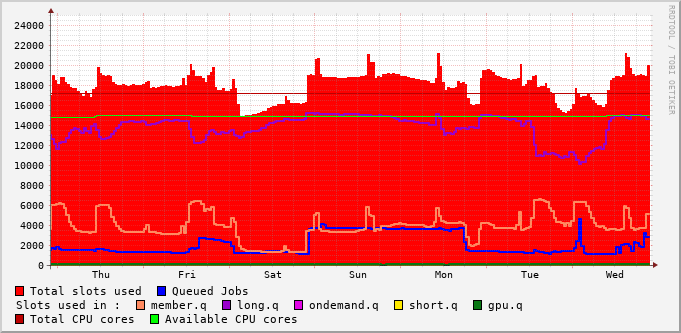 24000
22000
20000
18000
16000
14000
12000
10000
8000
6000
4000
2000
0
Thu Fri Sat Sun Mon Tue Wed
RRDTOOL / TOBI OETIKER
Total slots used Queued Jobs
Slots used in : member.q long.q ondemand.q short.q gpu.q
Total CPU cores Available CPU cores